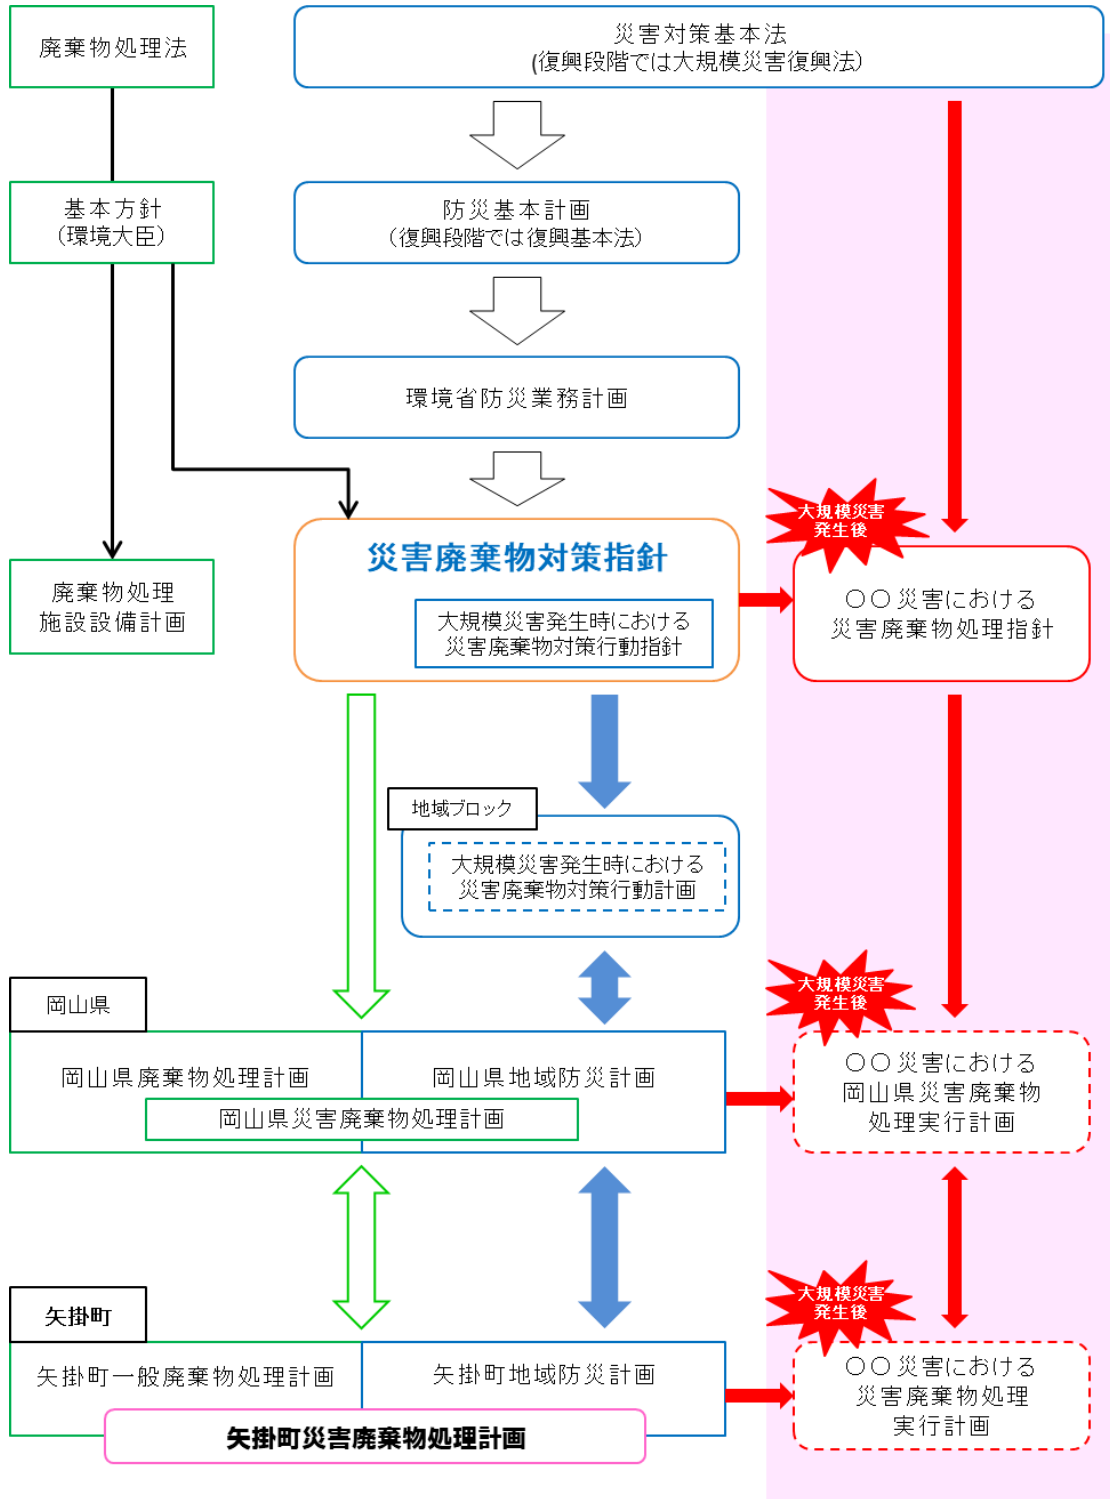 廃棄物処理法
災害対策基本法
(復興段階では大規模災害復興法)
基本方針
(環境大臣)
防災基本計画
(復興段階では復興基本法)
環境省防災業務計画
災害廃棄物対策指針
大規模災害発生時における
災害廃棄物対策行動指針
廃棄物処理
施設設備計画
大規模災害
発生後
〇〇災害における
災害廃棄物処理指針
地域ブロック
大規模災害発生時における
災害廃棄物対策行動計画
岡山県
岡山県廃棄物処理計画
岡山県地域防災計画
岡山県災害廃棄物処理計画
大規模災害
発生後
〇〇災害における
岡山県災害廃棄物
処理実行計画
矢掛町
矢掛町一般廃棄物処理計画
矢掛町地域防災計画
矢掛町災害廃棄物処理計画
大規模災害
発生後
〇〇災害における
災害廃棄物処理
実行計画